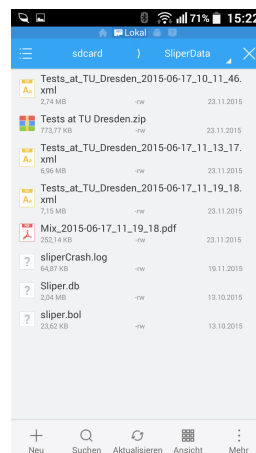 71% 15:22
Lokal
sdcard SliperData
Tests_at_TU_Dresden_2015-06-17_10_11_46.
xml
2,74 MB -rw 23.11.2015
Tests at TU Dresden.zip
773,77 KB -rw 23.11.2015
Tests_at_TU_Dresden_2015-06-17_11_13_17.
xml
6,96 MB -rw 23.11.2015
Tests_at_TU_Dresden_2015-06-17_11_19_18.
xml
7,15 MB -rw 23.11.2015
Mix_2015-06-17_11_19_18.pdf
252,14 KB -rw 23.11.2015
sliperCrash.log
64,87 KB -rw 19.11.2015
Sliper.db
2,04 MB -rw 13.10.2015
sliper.bol
23,62 KB -rw 13.10.2015
Neu Suchen Aktualisieren Ansicht Mehr